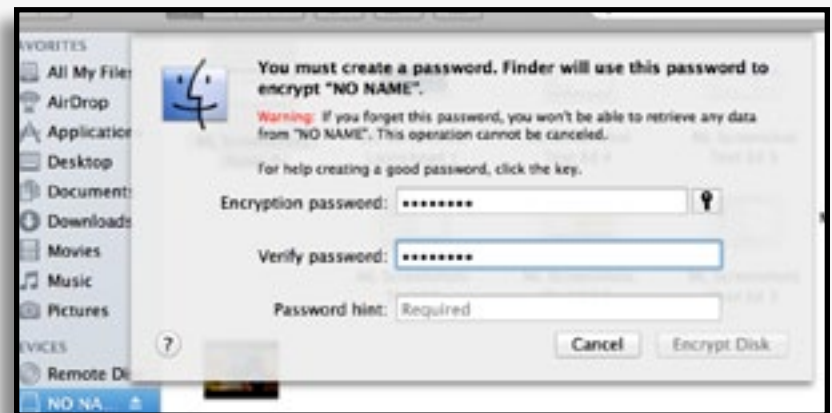 AVORITES
All My File
AirDrop
Application
Desktop
Document
Downloads
Movies
Music
Pictures
EVICES
Remote Di
NO NA...
You must create a password. Finder will use this password to
encrypt "NO NAME".
Warning: If you forget this password, you won't be able to retrieve any data
from "NO NAME". This operation cannot be canceled.
For help creating a good password, click the key.
Encryption password: ••••••••
Verify password: ••••••••
Password hint: Required
?
Cancel
Encrypt Disk